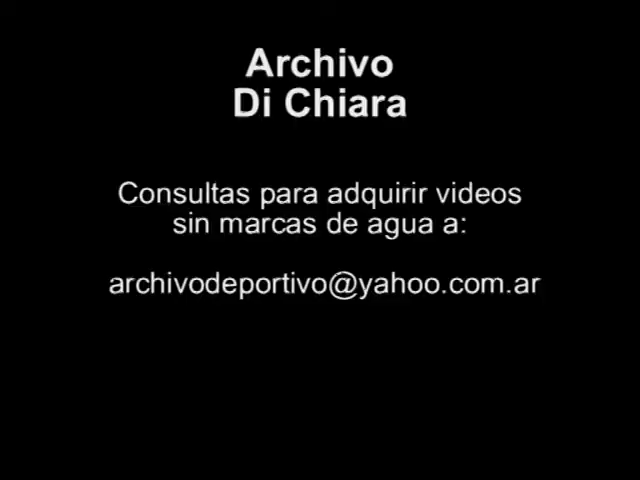 Archivo
Di Chiara
Consultas para adquirir videos
sin marcas de agua a:
archivodeportivo@yahoo.com.ar